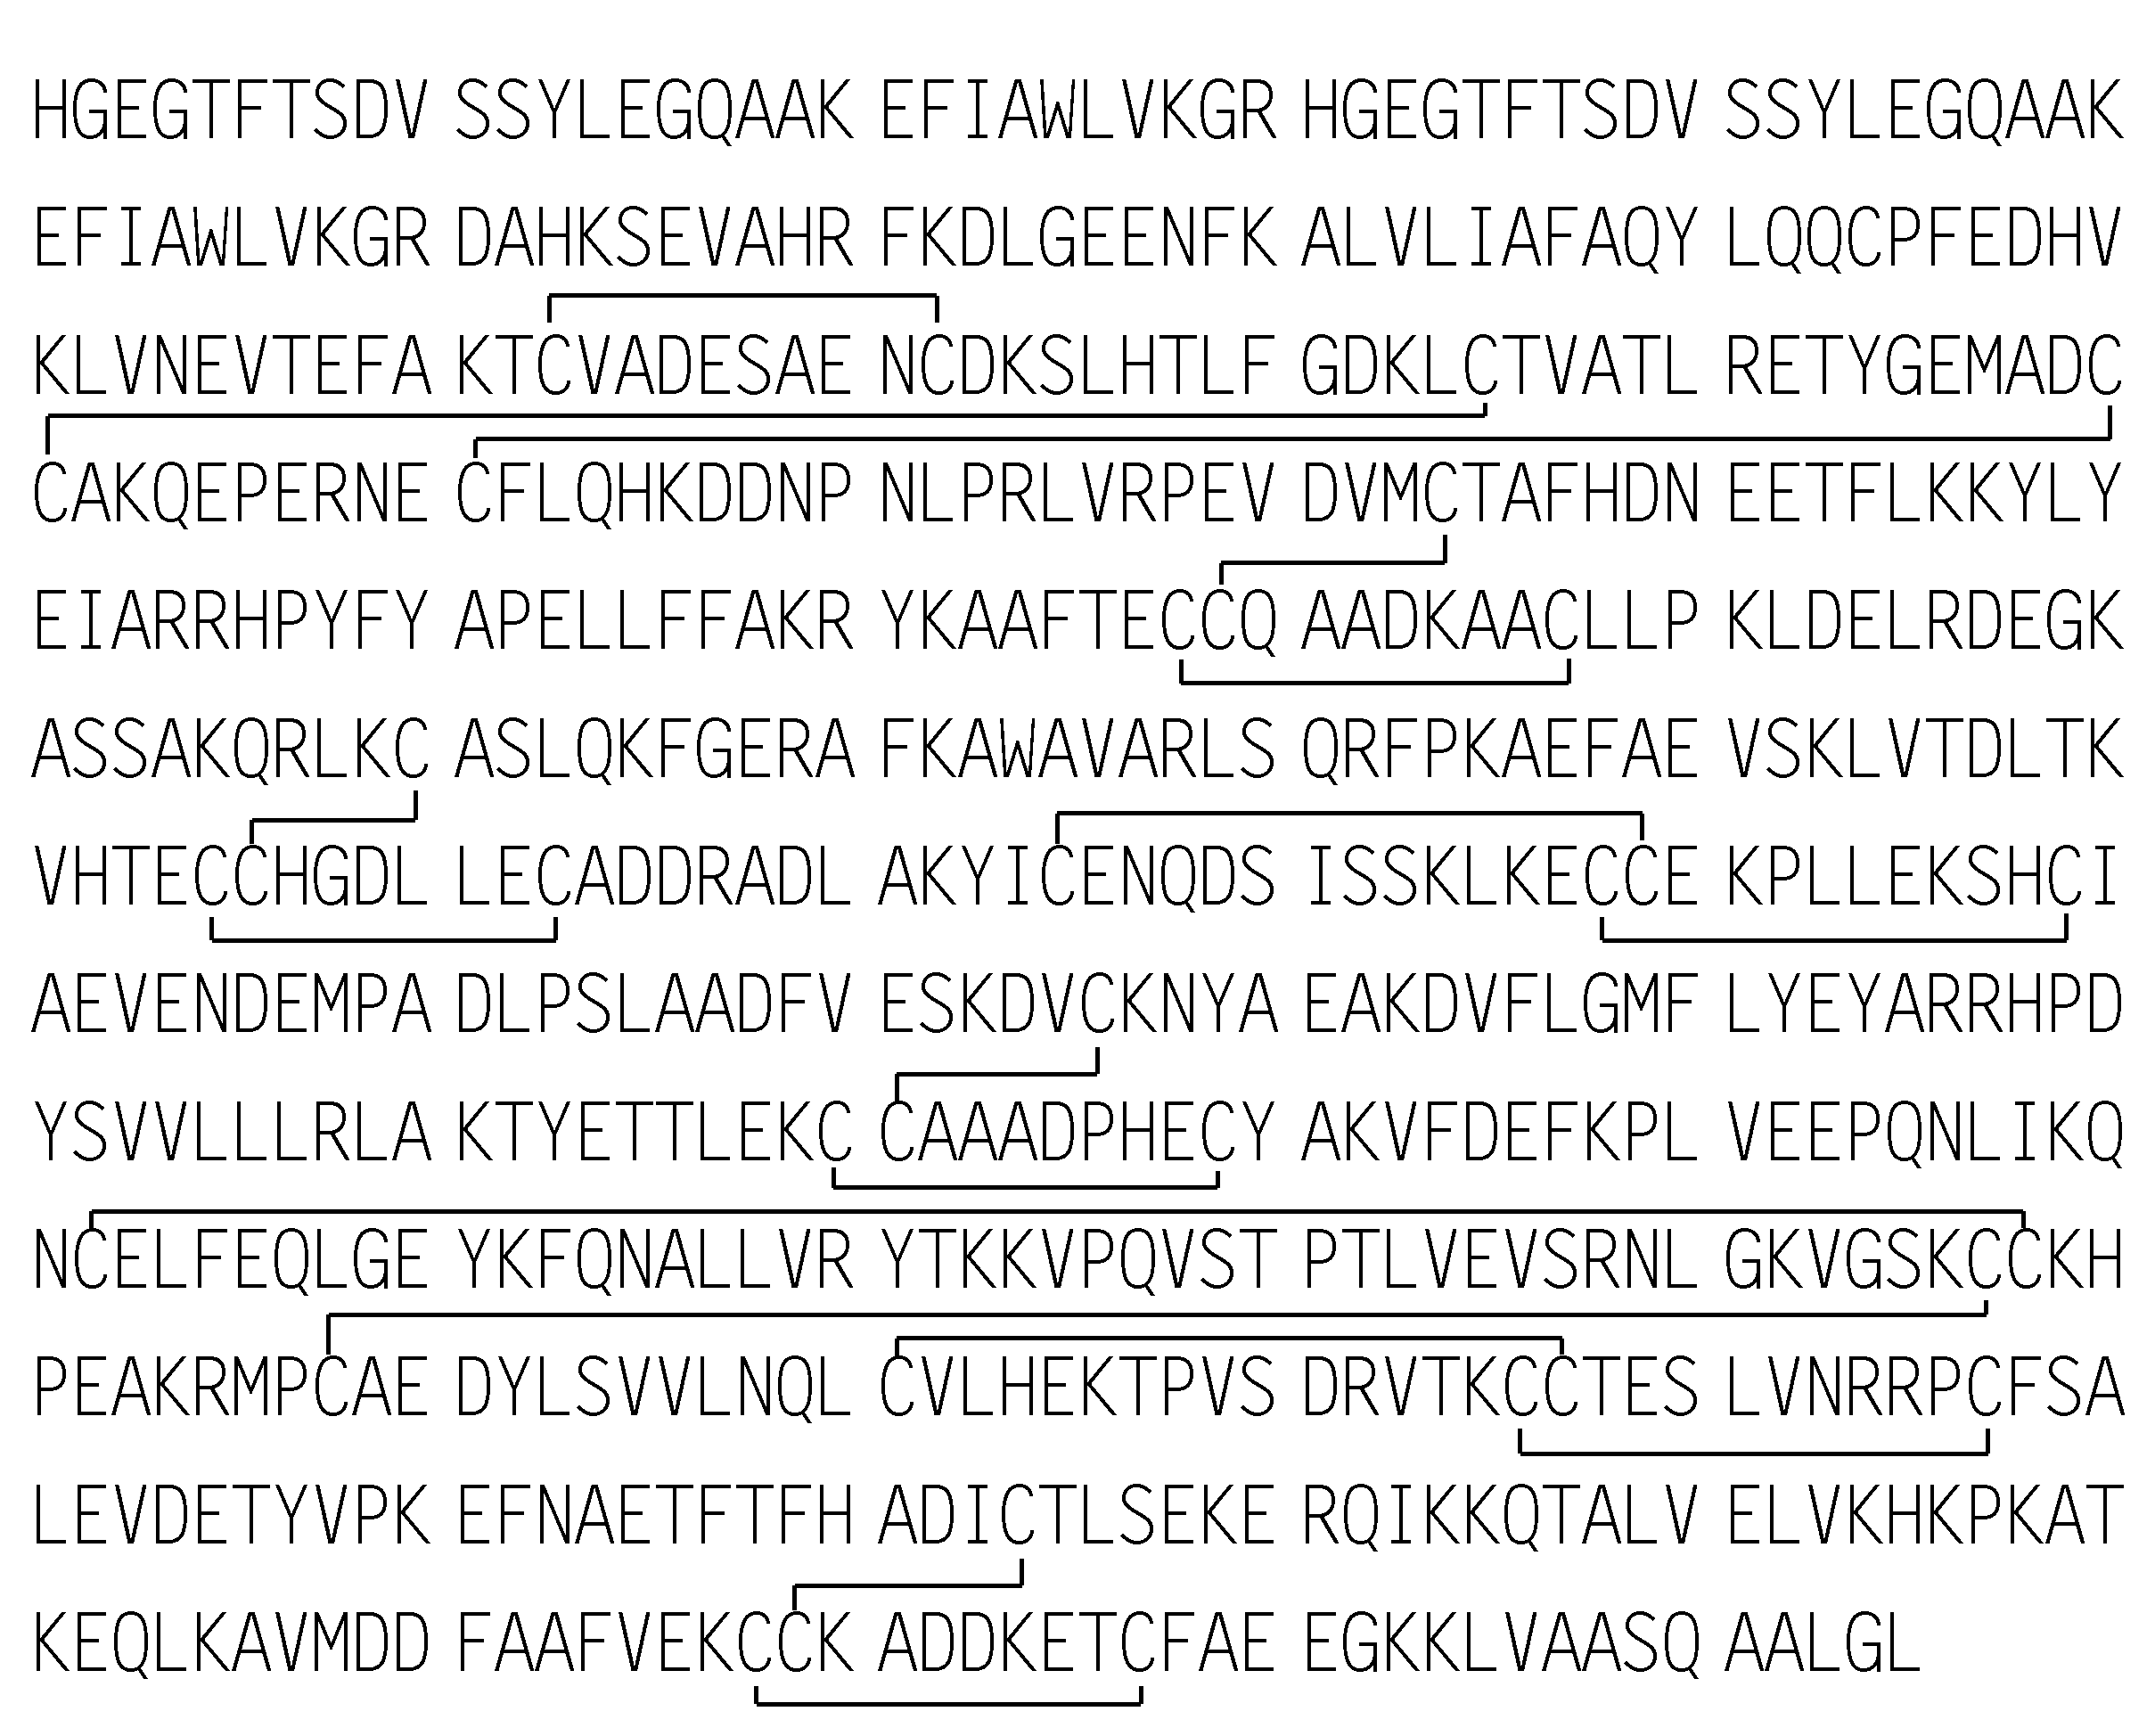 HGEGTFTSDV SSYLEGQAAK EFIAWLVKGR HGEGTFTSDV SSYLEGQAAK
EFIAWLVKGR DAHKSEVAHR FKDLGEENFK ALVLIAFAQY LQQCPFEDHV
KLVNEVTEFA KTCVADESAE NCDKSLHTLF GDKLCTVATL RETYGEMADC
CAKQEPERNE CFLQHKDDNP NLPRLVRPEV DVMCTAFHDN EETFLKKYLY
EIARRHPYFY APELLFFAKR YKAAFTECCQ AADKAACLLP KLDELRDEGK
ASSAKQRLKC ASLQKFGERA FKAWAVARLS QRFPKAEFAE VSKLVTDLTK
VHTECCHGDL LECADDRADL AKYICENQDS ISSKLKECCE KPLLEKSHCI
AEVENDEMPA DLPSLAADFV ESKDVCKNYA EAKDVFLGMF LYEYARRHPD
YSVVLLLRLA KTYETTLEKC CAAADPHECY AKVFDEFKPL VEEPQNLIKQ
NCELFEQLGE YKFQNALLVR YTKKVPQVST PTLVEVSRNL GKVGSKCCKH
PEAKRMPCAE DYLSVVLNQL CVLHEKTPVS DRVTKCCTES LVNRRPCFSA
LEVDETYVPK EFNAETFTFH ADICTLSEKE RQIKKQTALV ELVKHKPKAT
KEQLKAVMDD FAAFVEKCCK ADDKETCFAE EGKKLVAASQ AALGL